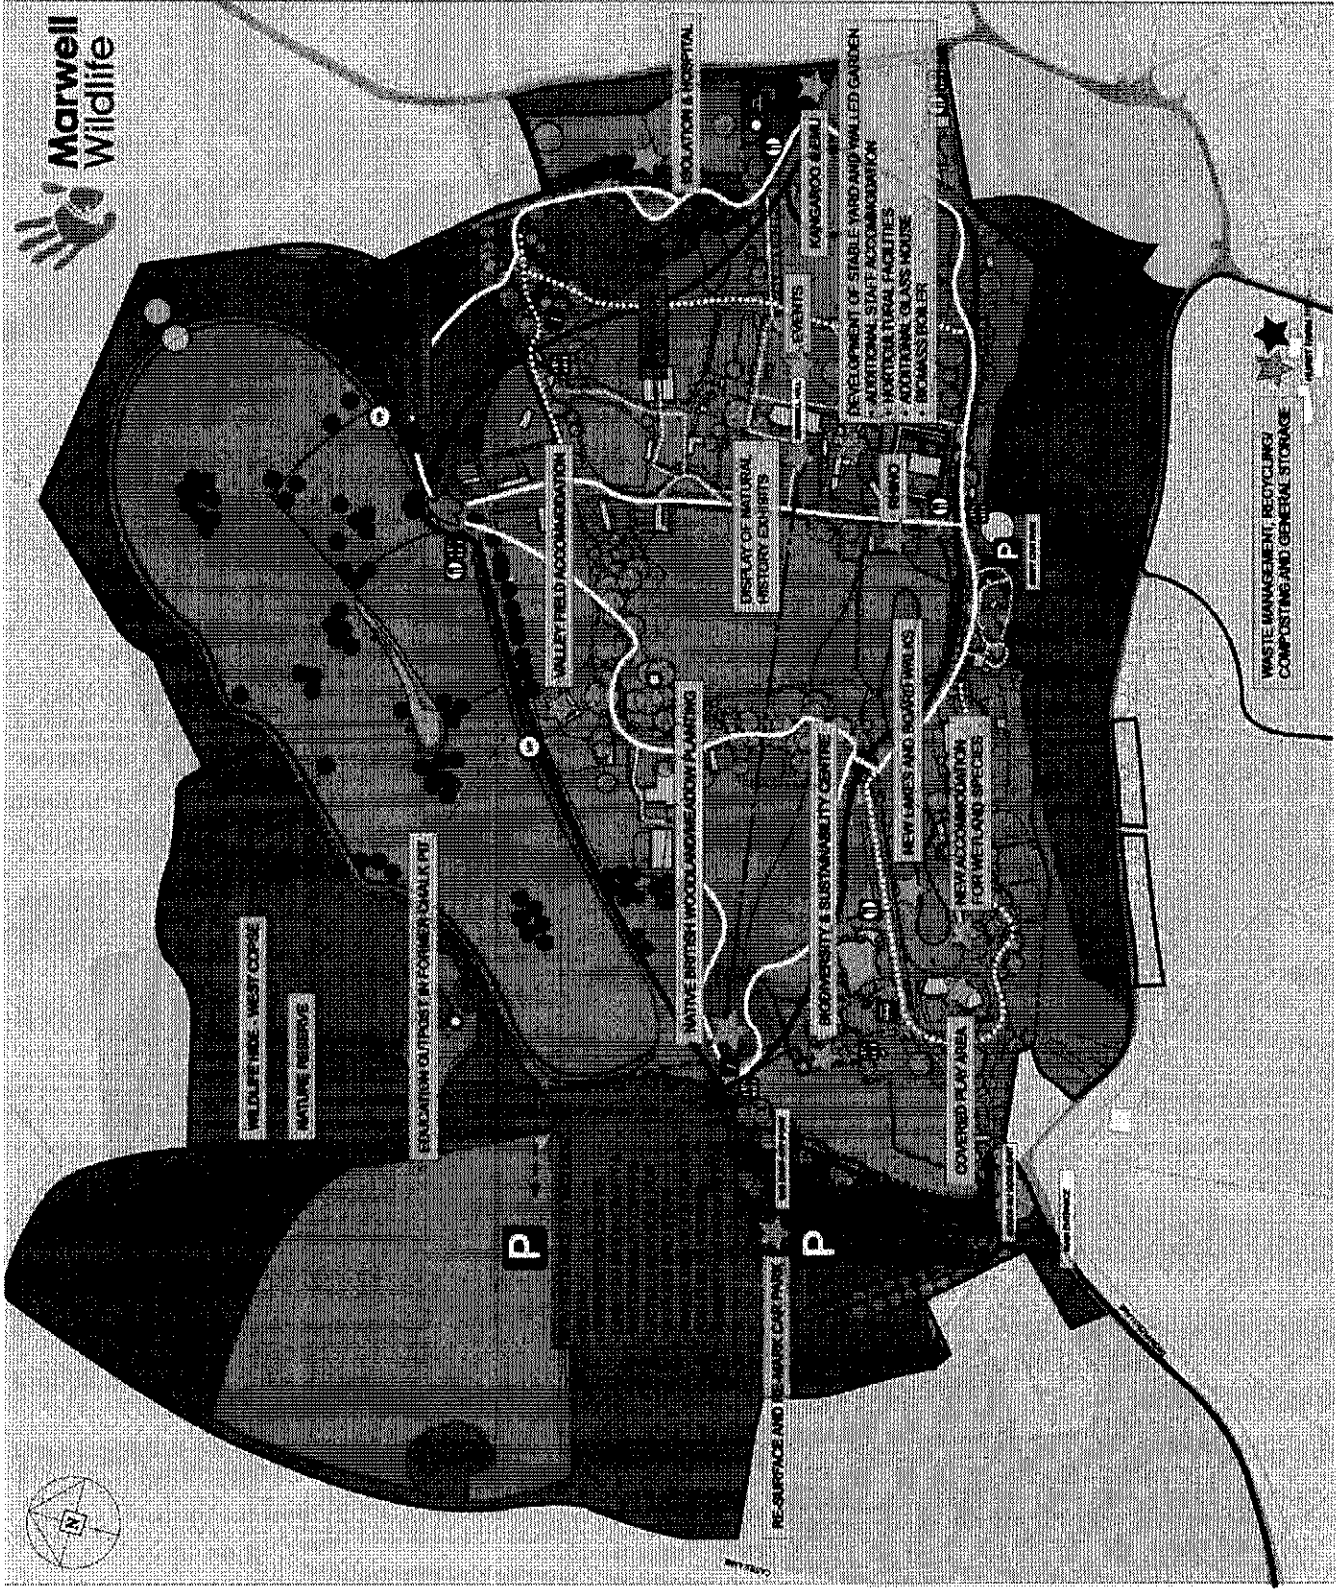 Marwell
Wildlife
ISOLATION & HOSPITAL
KANGAROO & EMU
DEVELOPMENT OF STABLE YARD AND WALLED GARDEN
ADDITIONAL STAFF ACCOMMODATION
HORTICULTURAL FACILITIES
ADDITIONAL GLASS HOUSE
BIOMASS BOILER
EVENTS
VALLEY FIELD ACCOMMODATION
DISPLAY OF NATURAL
HISTORY EXHIBITS
RHINO
P
WASTE MANAGEMENT, RECYCLING/
COMPOSTING AND GENERAL STORAGE
NATIVE BRITISH WOODLAND/MEADOW PLANTING
BIODIVERSITY & SUSTAINABILITY CENTRE
NEW LAKES AND BOARD WALKS
NEW ACCOMMODATION
FOR WETLAND SPECIES
WILDLIFE HIDE - WEST COPSE
NATURE RESERVE
EDUCATION OUTPOST IN FORMER CHALK PIT
COVERED PLAY AREA
P
P
RE-SURFACE AND RE-MARK CAR PARK
N